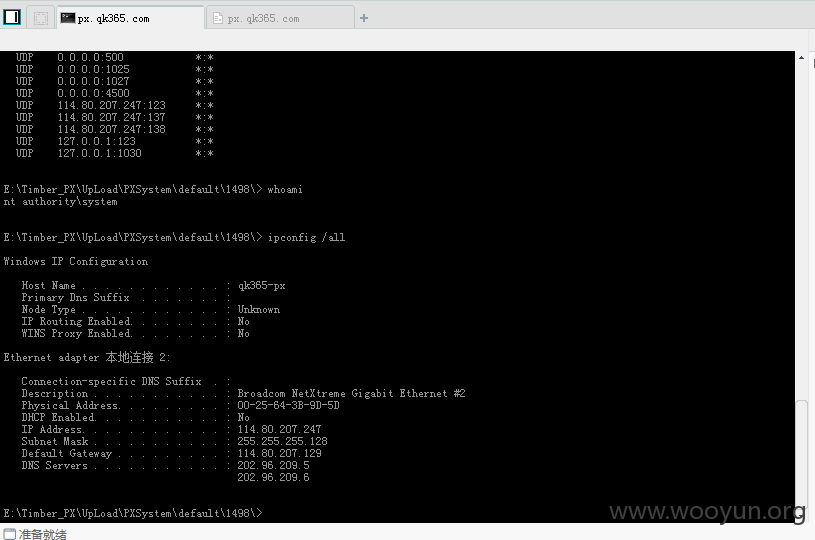 px.qk365.com
px.qk365.com
UDP    0.0.0.0:500            *:*
UDP    0.0.0.0:1025           *:*
UDP    0.0.0.0:1027           *:*
UDP    0.0.0.0:4500           *:*
UDP    114.80.207.247:123     *:*
UDP    114.80.207.247:137     *:*
UDP    114.80.207.247:138     *:*
UDP    127.0.0.1:123          *:*
UDP    127.0.0.1:1030         *:*
E:\Timber_PX\UpLoad\PXSystem\default\1498\> whoami
nt authority\system
E:\Timber_PX\UpLoad\PXSystem\default\1498\> ipconfig /all
Windows IP Configuration
Host Name . . . . . . . . . . . . : qk365-px
Primary Dns Suffix  . . . . . . . :
Node Type . . . . . . . . . . . . : Unknown
IP Routing Enabled. . . . . . . . : No
WINS Proxy Enabled. . . . . . . . : No
Ethernet adapter 本地连接 2:
Connection-specific DNS Suffix  . :
Description . . . . . . . . . . . : Broadcom NetXtreme Gigabit Ethernet #2
Physical Address. . . . . . . . . : 00-25-64-3B-9D-5D
DHCP Enabled. . . . . . . . . . . : No
IP Address. . . . . . . . . . . . : 114.80.207.247
Subnet Mask . . . . . . . . . . . : 255.255.255.128
Default Gateway . . . . . . . . . : 114.80.207.129
DNS Servers . . . . . . . . . . . : 202.96.209.5
202.96.209.6
E:\Timber_PX\UpLoad\PXSystem\default\1498\>
www.wooyun.org
准备就绪